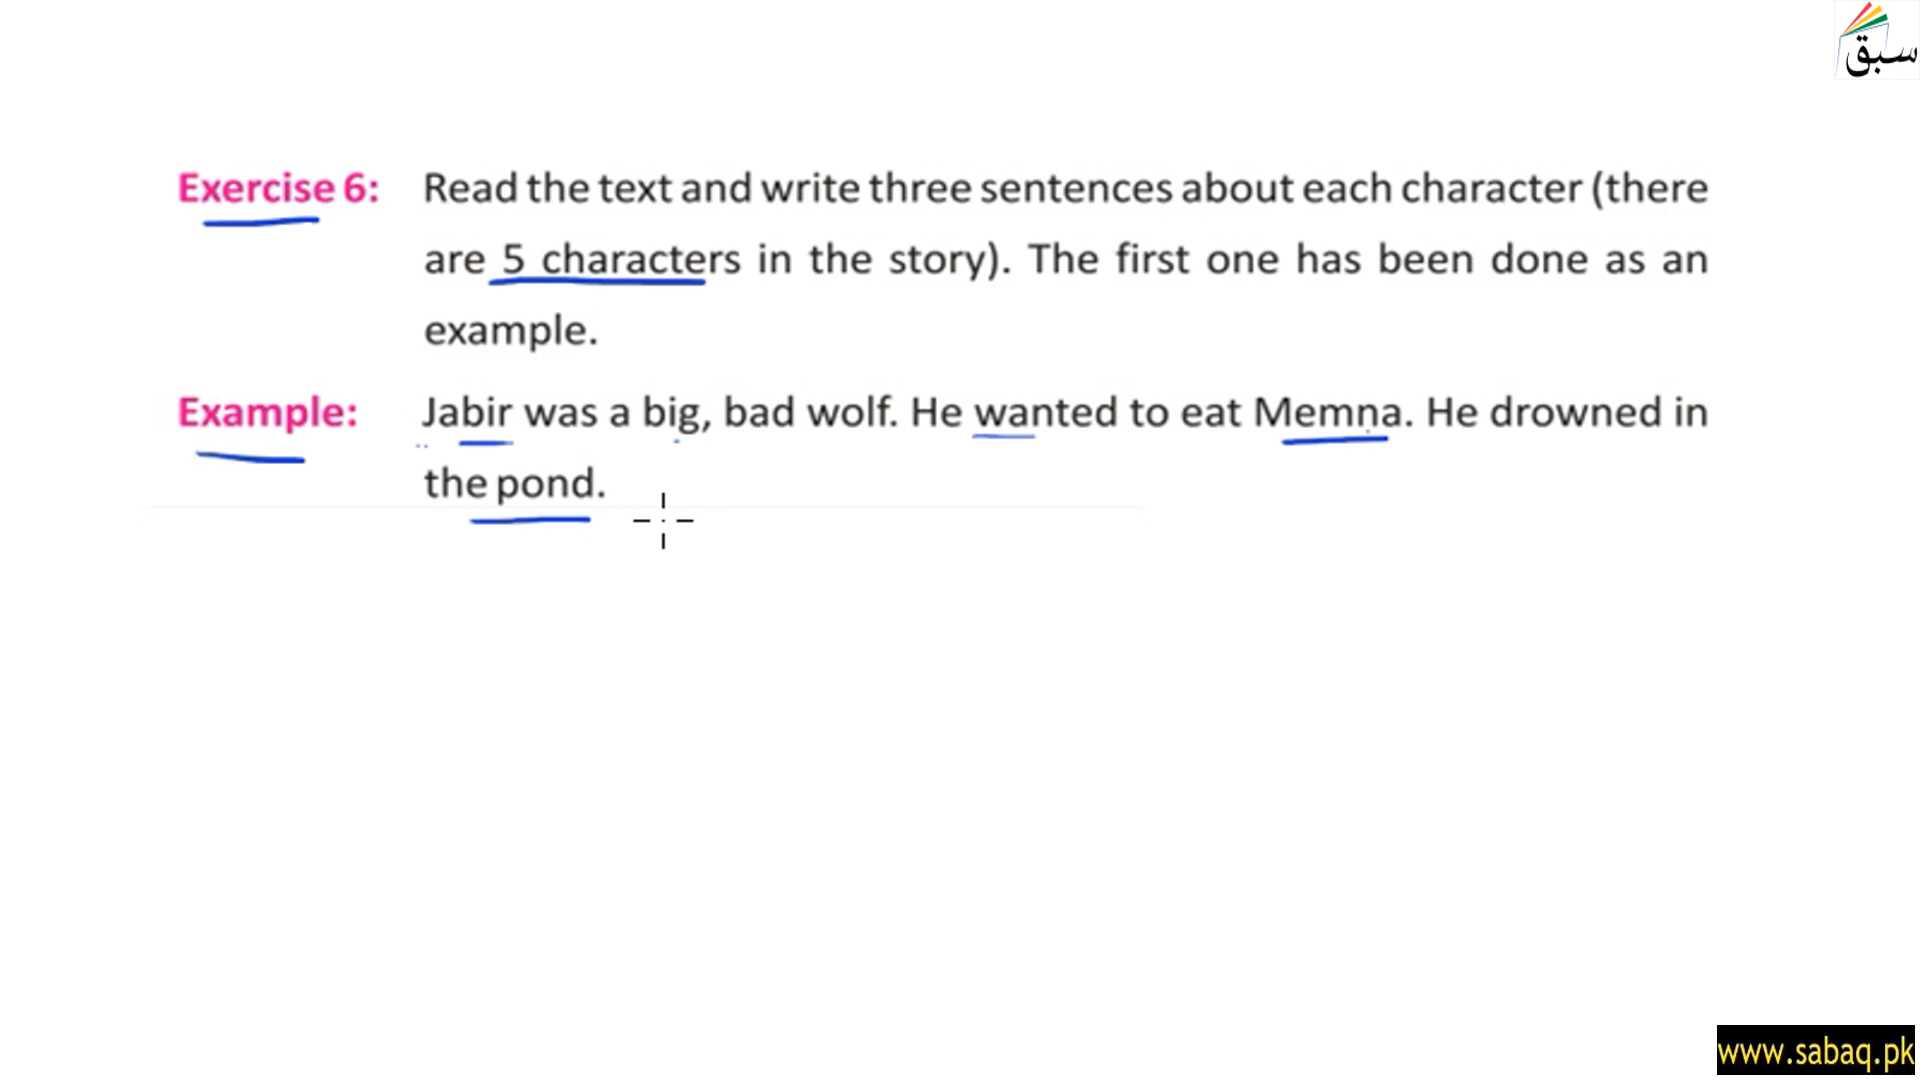 سبق
Exercise 6: Read the text and write three sentences about each character (there
are 5 characters in the story). The first one has been done as an
example.
Example: Jabir was a big, bad wolf. He wanted to eat Memna. He drowned in
the pond.
www.sabaq.pk